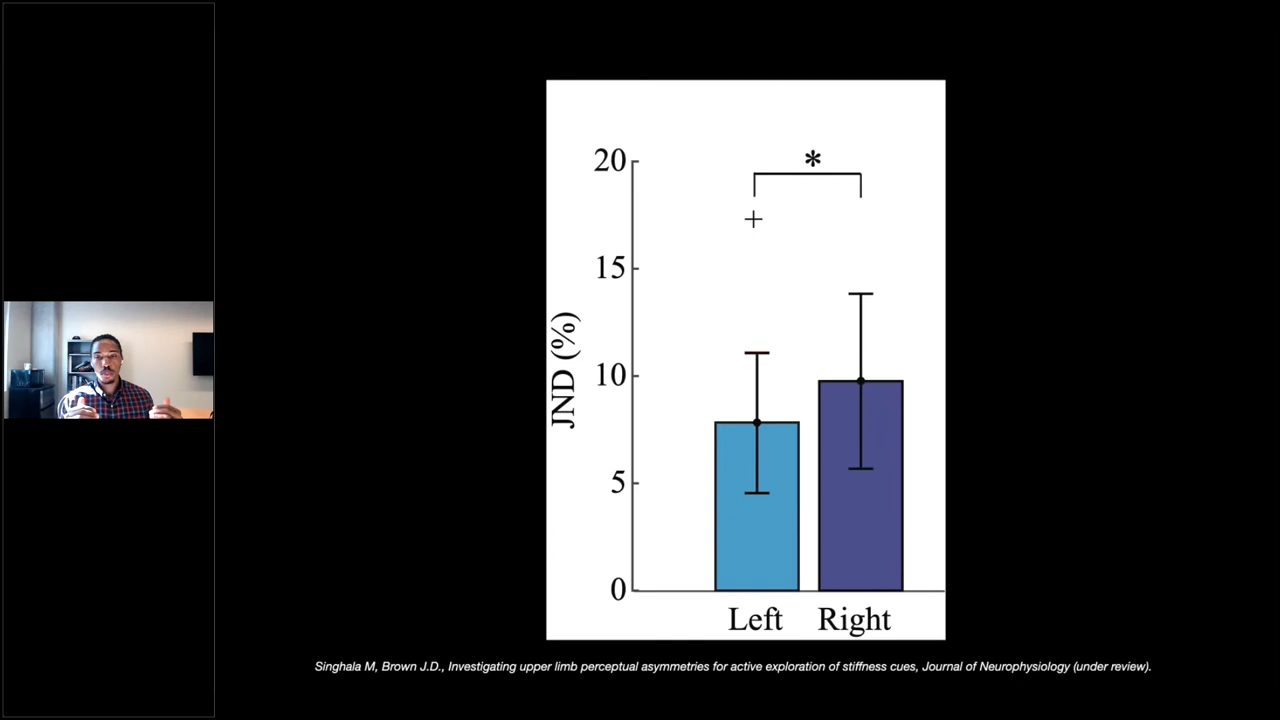 20
*
+
15
JND (%)
10
5
0
Left Right
Singhala M, Brown J.D., Investigating upper limb perceptual asymmetries for active exploration of stiffness cues, Journal of Neurophysiology (under review).